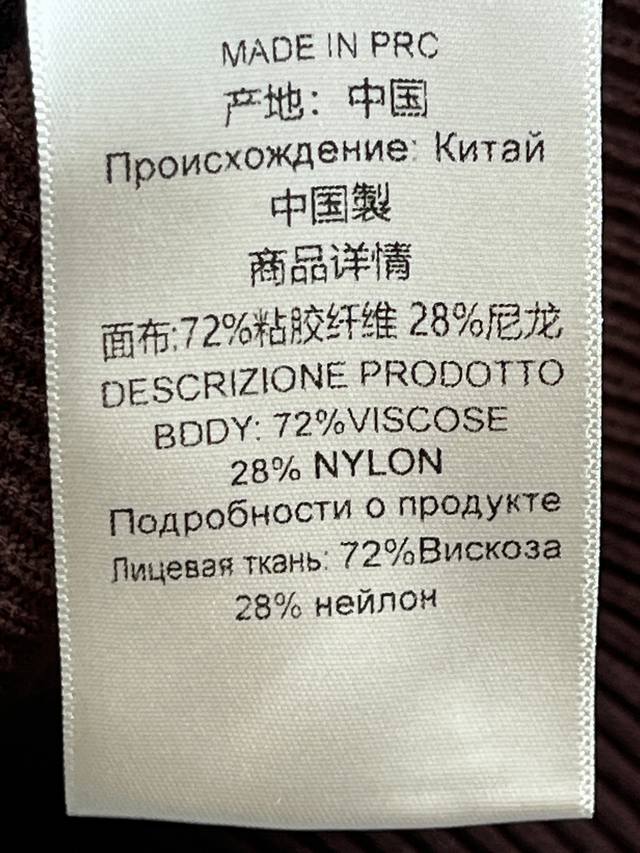 MADE IN PRC
产地：中国
Происхождение: Китай
中国製
商品详情
面布:72%粘胶纤维 28%尼龙
DESCRIZIONE PRODOTTO
BDDY: 72%VISCOSE
28% NYLON
Подробности о продукте
Лицевая ткань: 72%Вискоза
28% нейлон